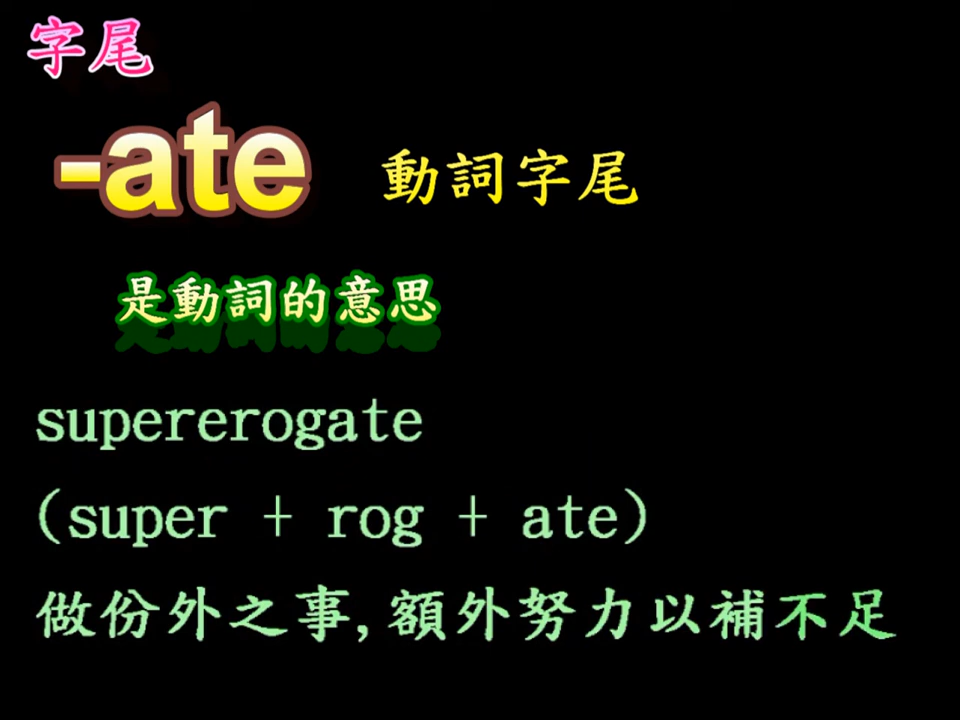 字尾
-ate 動詞字尾
是動詞的意思
supererogate
(super + rog + ate)
做份外之事,額外努力以補不足